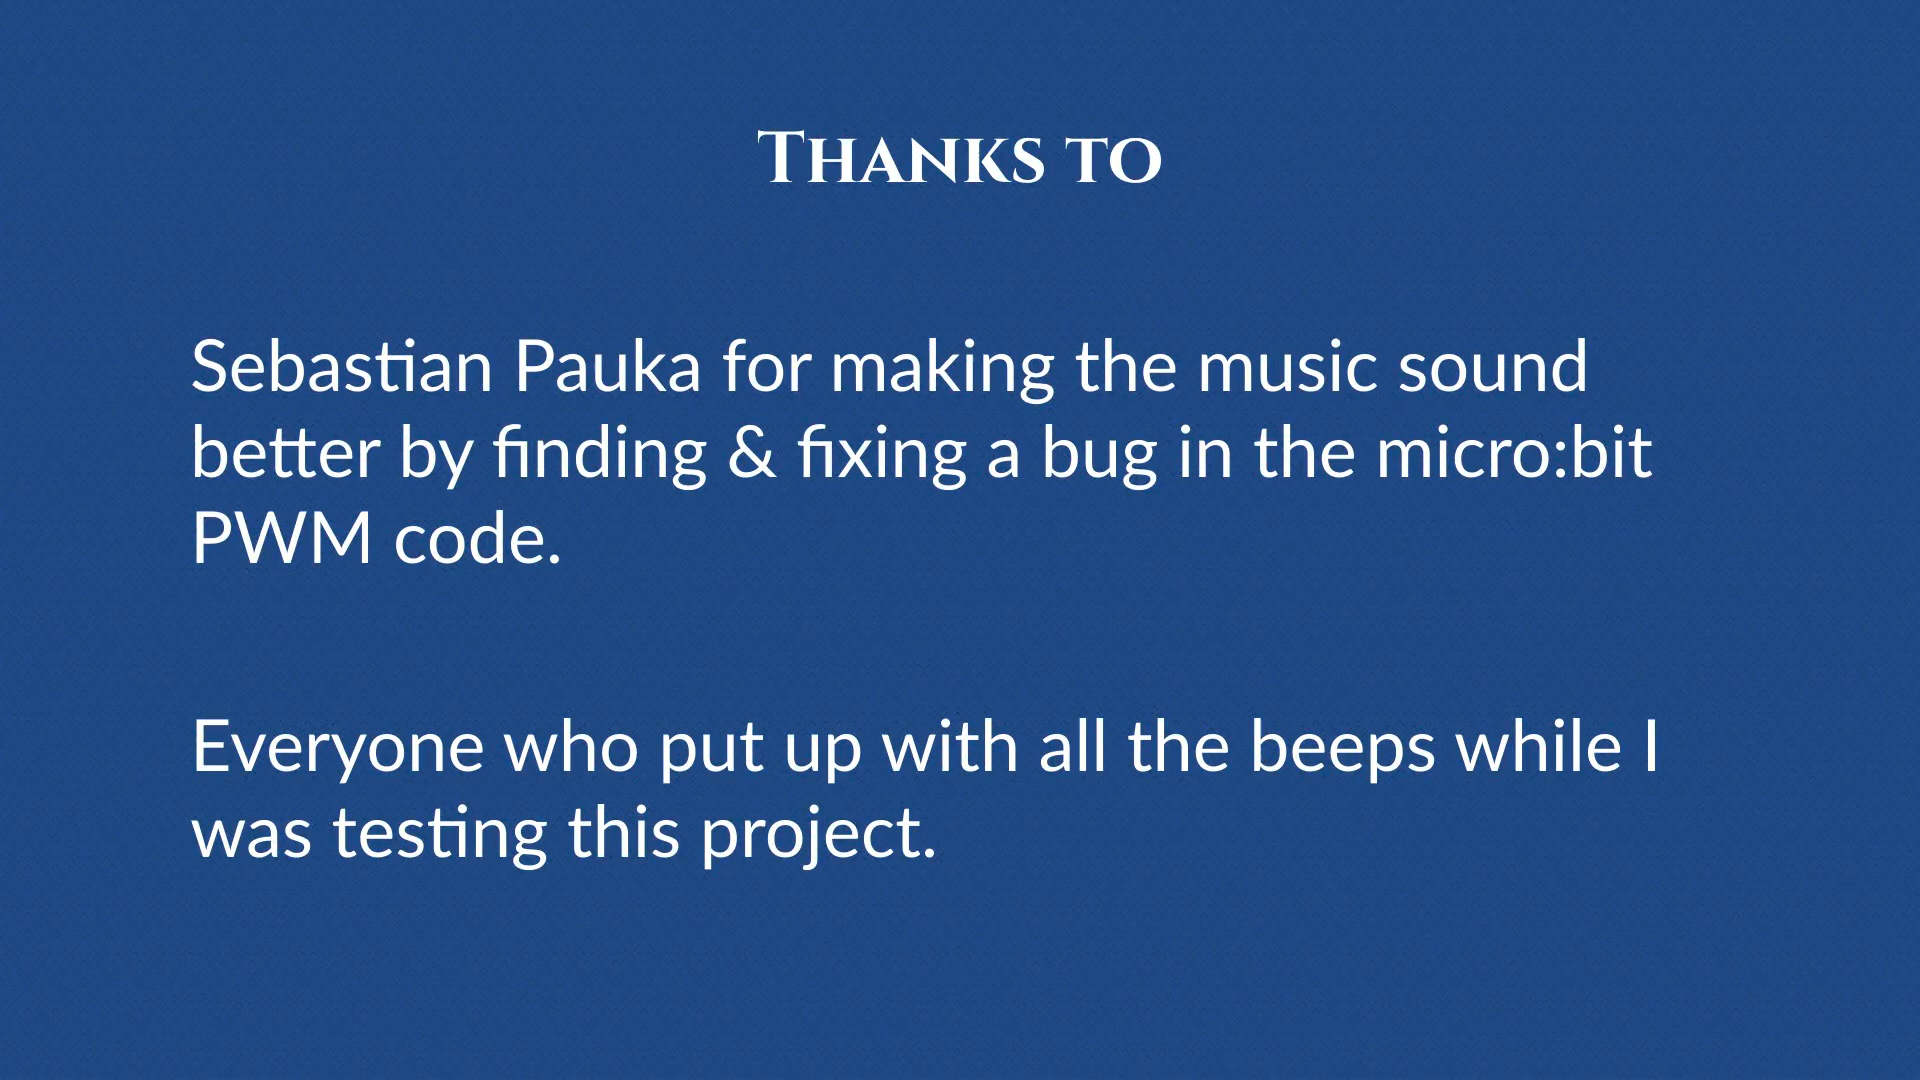 Thanks to
Sebastian Pauka for making the music sound
better by finding & fixing a bug in the micro:bit
PWM code.
Everyone who put up with all the beeps while I
was testing this project.